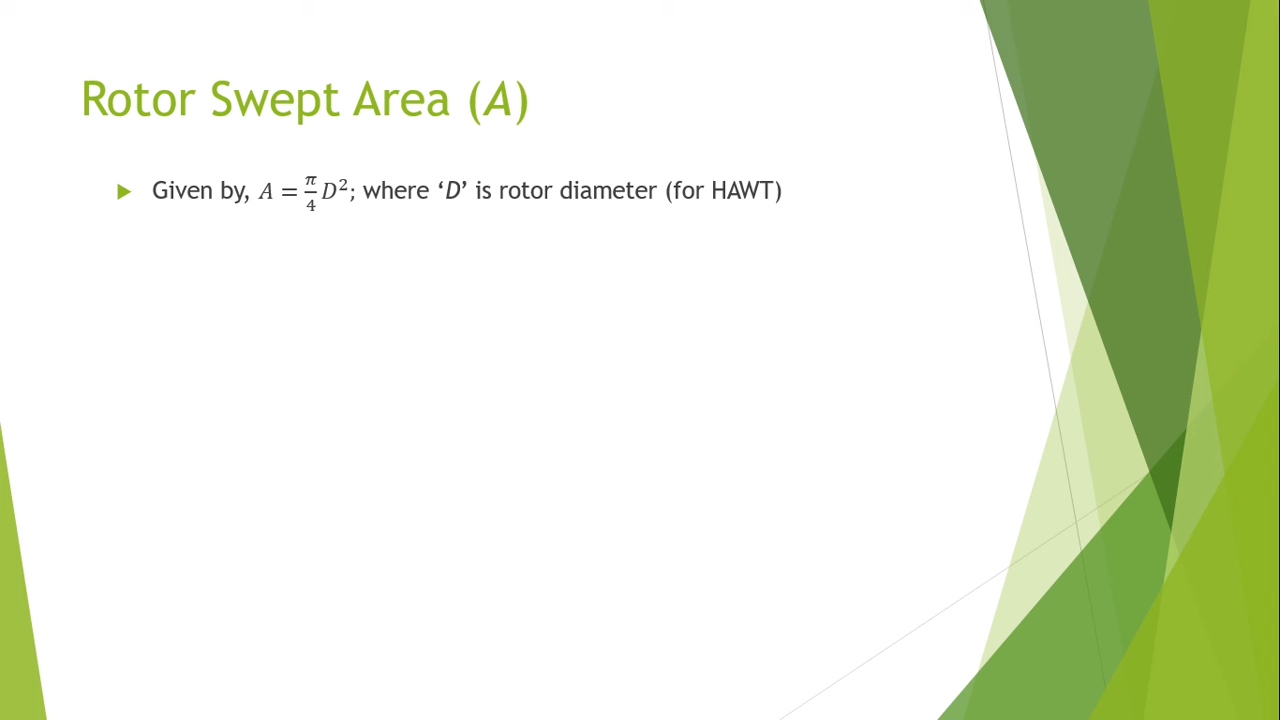 Rotor Swept Area (A)
Given by, A = π/4 D²; where ‘D’ is rotor diameter (for HAWT)